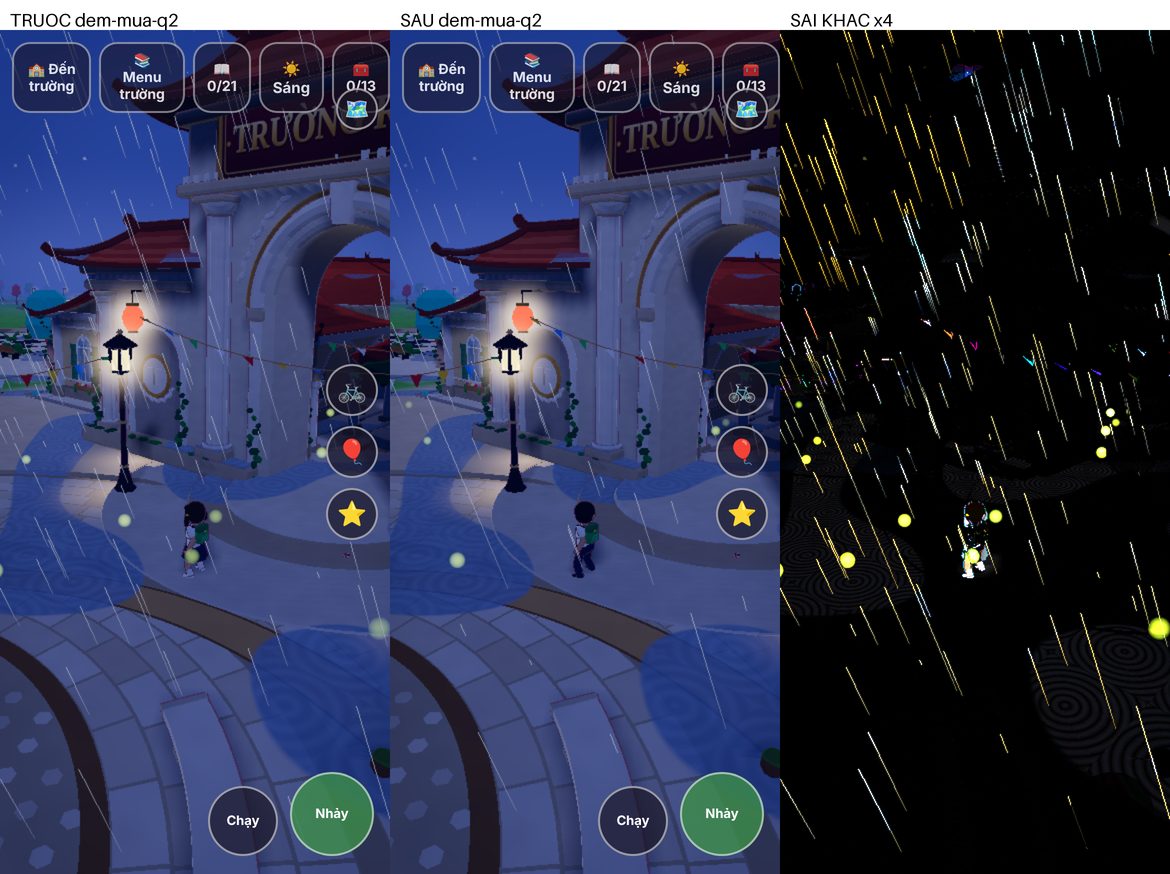 TRUOC dem-mua-q2
SAU dem-mua-q2
SAI KHAC x4
Đến
trường
Menu
trường
0/21
Sáng
0/13
TRƯỜNG
Chạy
Nhảy
Đến
trường
Menu
trường
0/21
Sáng
0/13
TRƯỜNG
Chạy
Nhảy